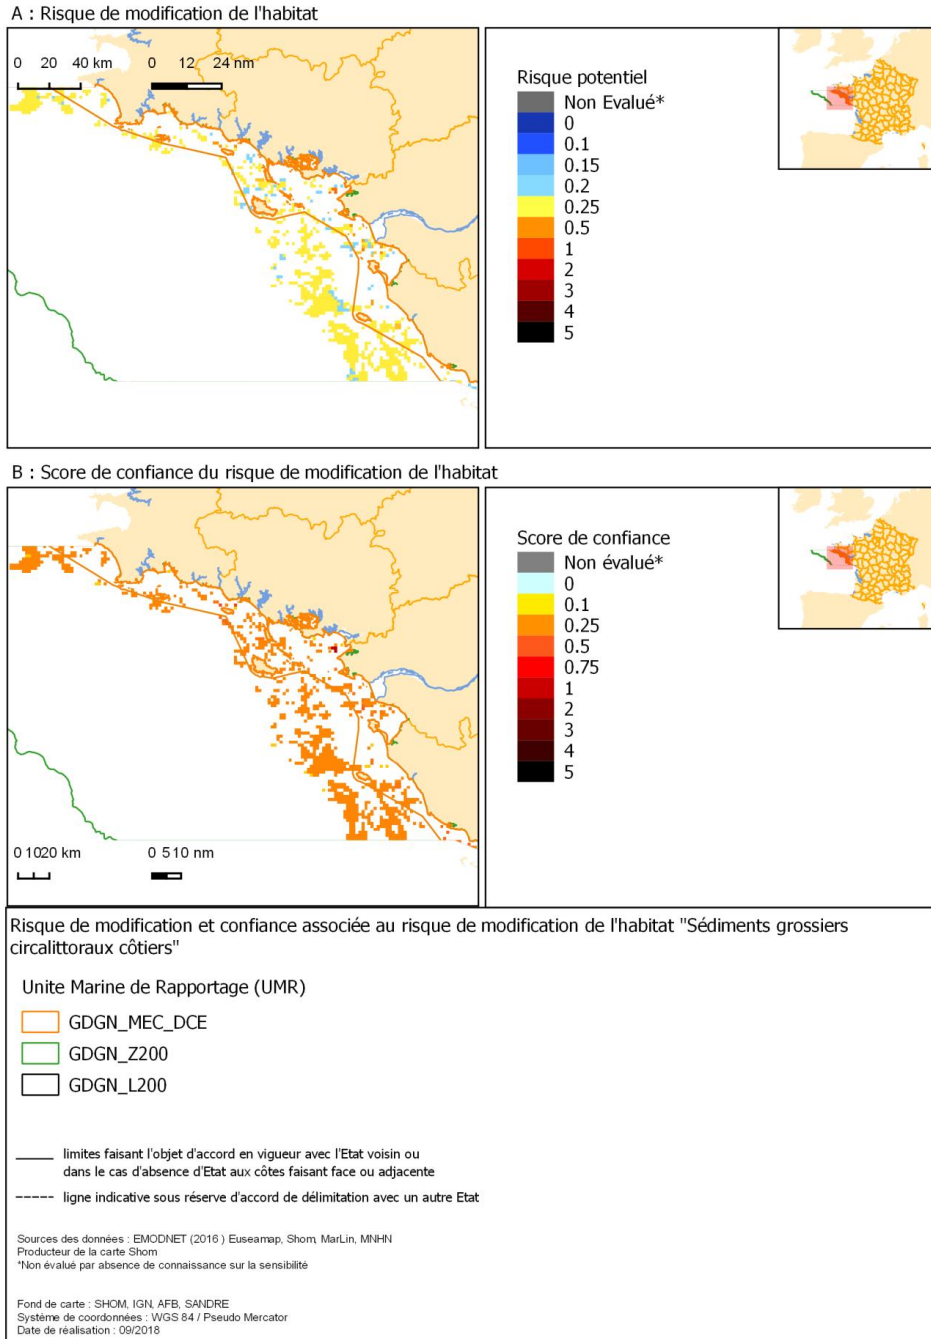 A : Risque de modification de l'habitat
0 20 40 km 0 12 24 nm
Risque potentiel
Non Evalué*
0
0.1
0.15
0.2
0.25
0.5
1
2
3
4
5
B : Score de confiance du risque de modification de l'habitat
Score de confiance
Non évalué*
0
0.1
0.25
0.5
0.75
1
2
3
4
5
0 1020 km 0 510 nm
Risque de modification et confiance associée au risque de modification de l'habitat "Sédiments grossiers
circalittoraux côtiers"
Unite Marine de Rapportage (UMR)
GDGN_MEC_DCE
GDGN_Z200
GDGN_L200
limites faisant l'objet d'accord en vigueur avec l'Etat voisin ou
dans le cas d'absence d'Etat aux côtes faisant face ou adjacente
ligne indicative sous réserve d'accord de délimitation avec un autre Etat
Sources des données : EMODNET (2016 ) Euseamap, Shom, MarLin, MNHN
Producteur de la carte Shom
*Non évalué par absence de connaissance sur la sensibilité
Fond de carte : SHOM, IGN, AFB, SANDRE
Système de coordonnées : WGS 84 / Pseudo Mercator
Date de réalisation : 09/2018